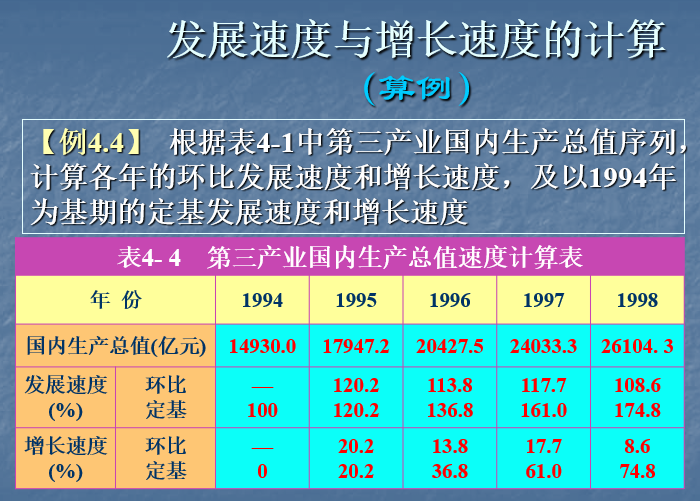 发展速度与增长速度的计算
(算例)
【例4.4】 根据表4-1中第三产业国内生产总值序列，
计算各年的环比发展速度和增长速度，及以1994年
为基期的定基发展速度和增长速度
表4- 4 第三产业国内生产总值速度计算表
年 份 1994 1995 1996 1997 1998
国内生产总值(亿元) 14930.0 17947.2 20427.5 24033.3 26104. 3
发展速度 环比 — 120.2 113.8 117.7 108.6
(%) 定基 100 120.2 136.8 161.0 174.8
增长速度 环比 — 20.2 13.8 17.7 8.6
(%) 定基 0 20.2 36.8 61.0 74.8